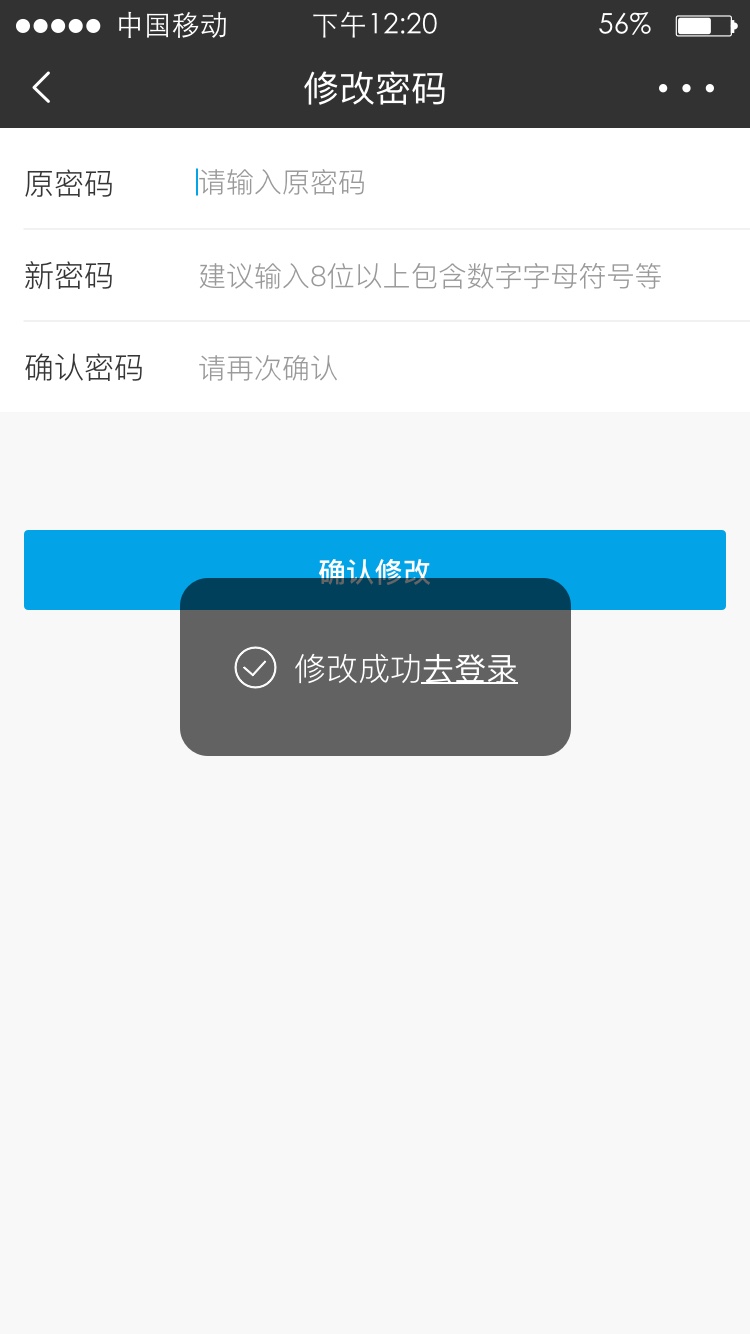 中国移动 下午12:20 56%
修改密码
原密码 请输入原密码
新密码 建议输入8位以上包含数字字母符号等
确认密码 请再次确认
确认修改
修改成功去登录